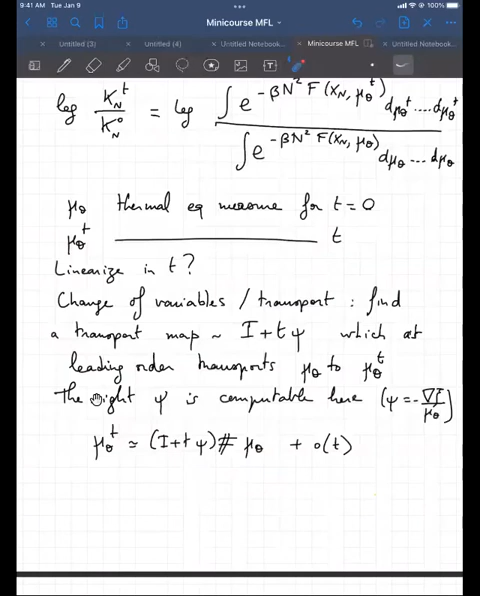 9:41 AM Tue Jan 9
100%
Minicourse MFL
Untitled (3)
Untitled (4)
Untitled Notebook...
Minicourse MFL
Untitled Notebook...
log K_N^t / K_N^0 = log ∫ e^{-βN² F(X_N, μ_θ^t)} dμ_θ^t .... dμ_θ^t / ∫ e^{-βN² F(X_N, μ_θ)} dμ_θ ... dμ_θ
μ_θ thermal eq measure for t = 0
μ_θ^t ——— t
Linearize in t ?
Change of variables / transport : find
a transport map ~ I + t ψ which at
leading order transports μ_θ to μ_θ^t
The right ψ is computable here (ψ = - ∇I / μ_θ)
μ_θ^t ≃ (I + t ψ) # μ_θ + o(t)